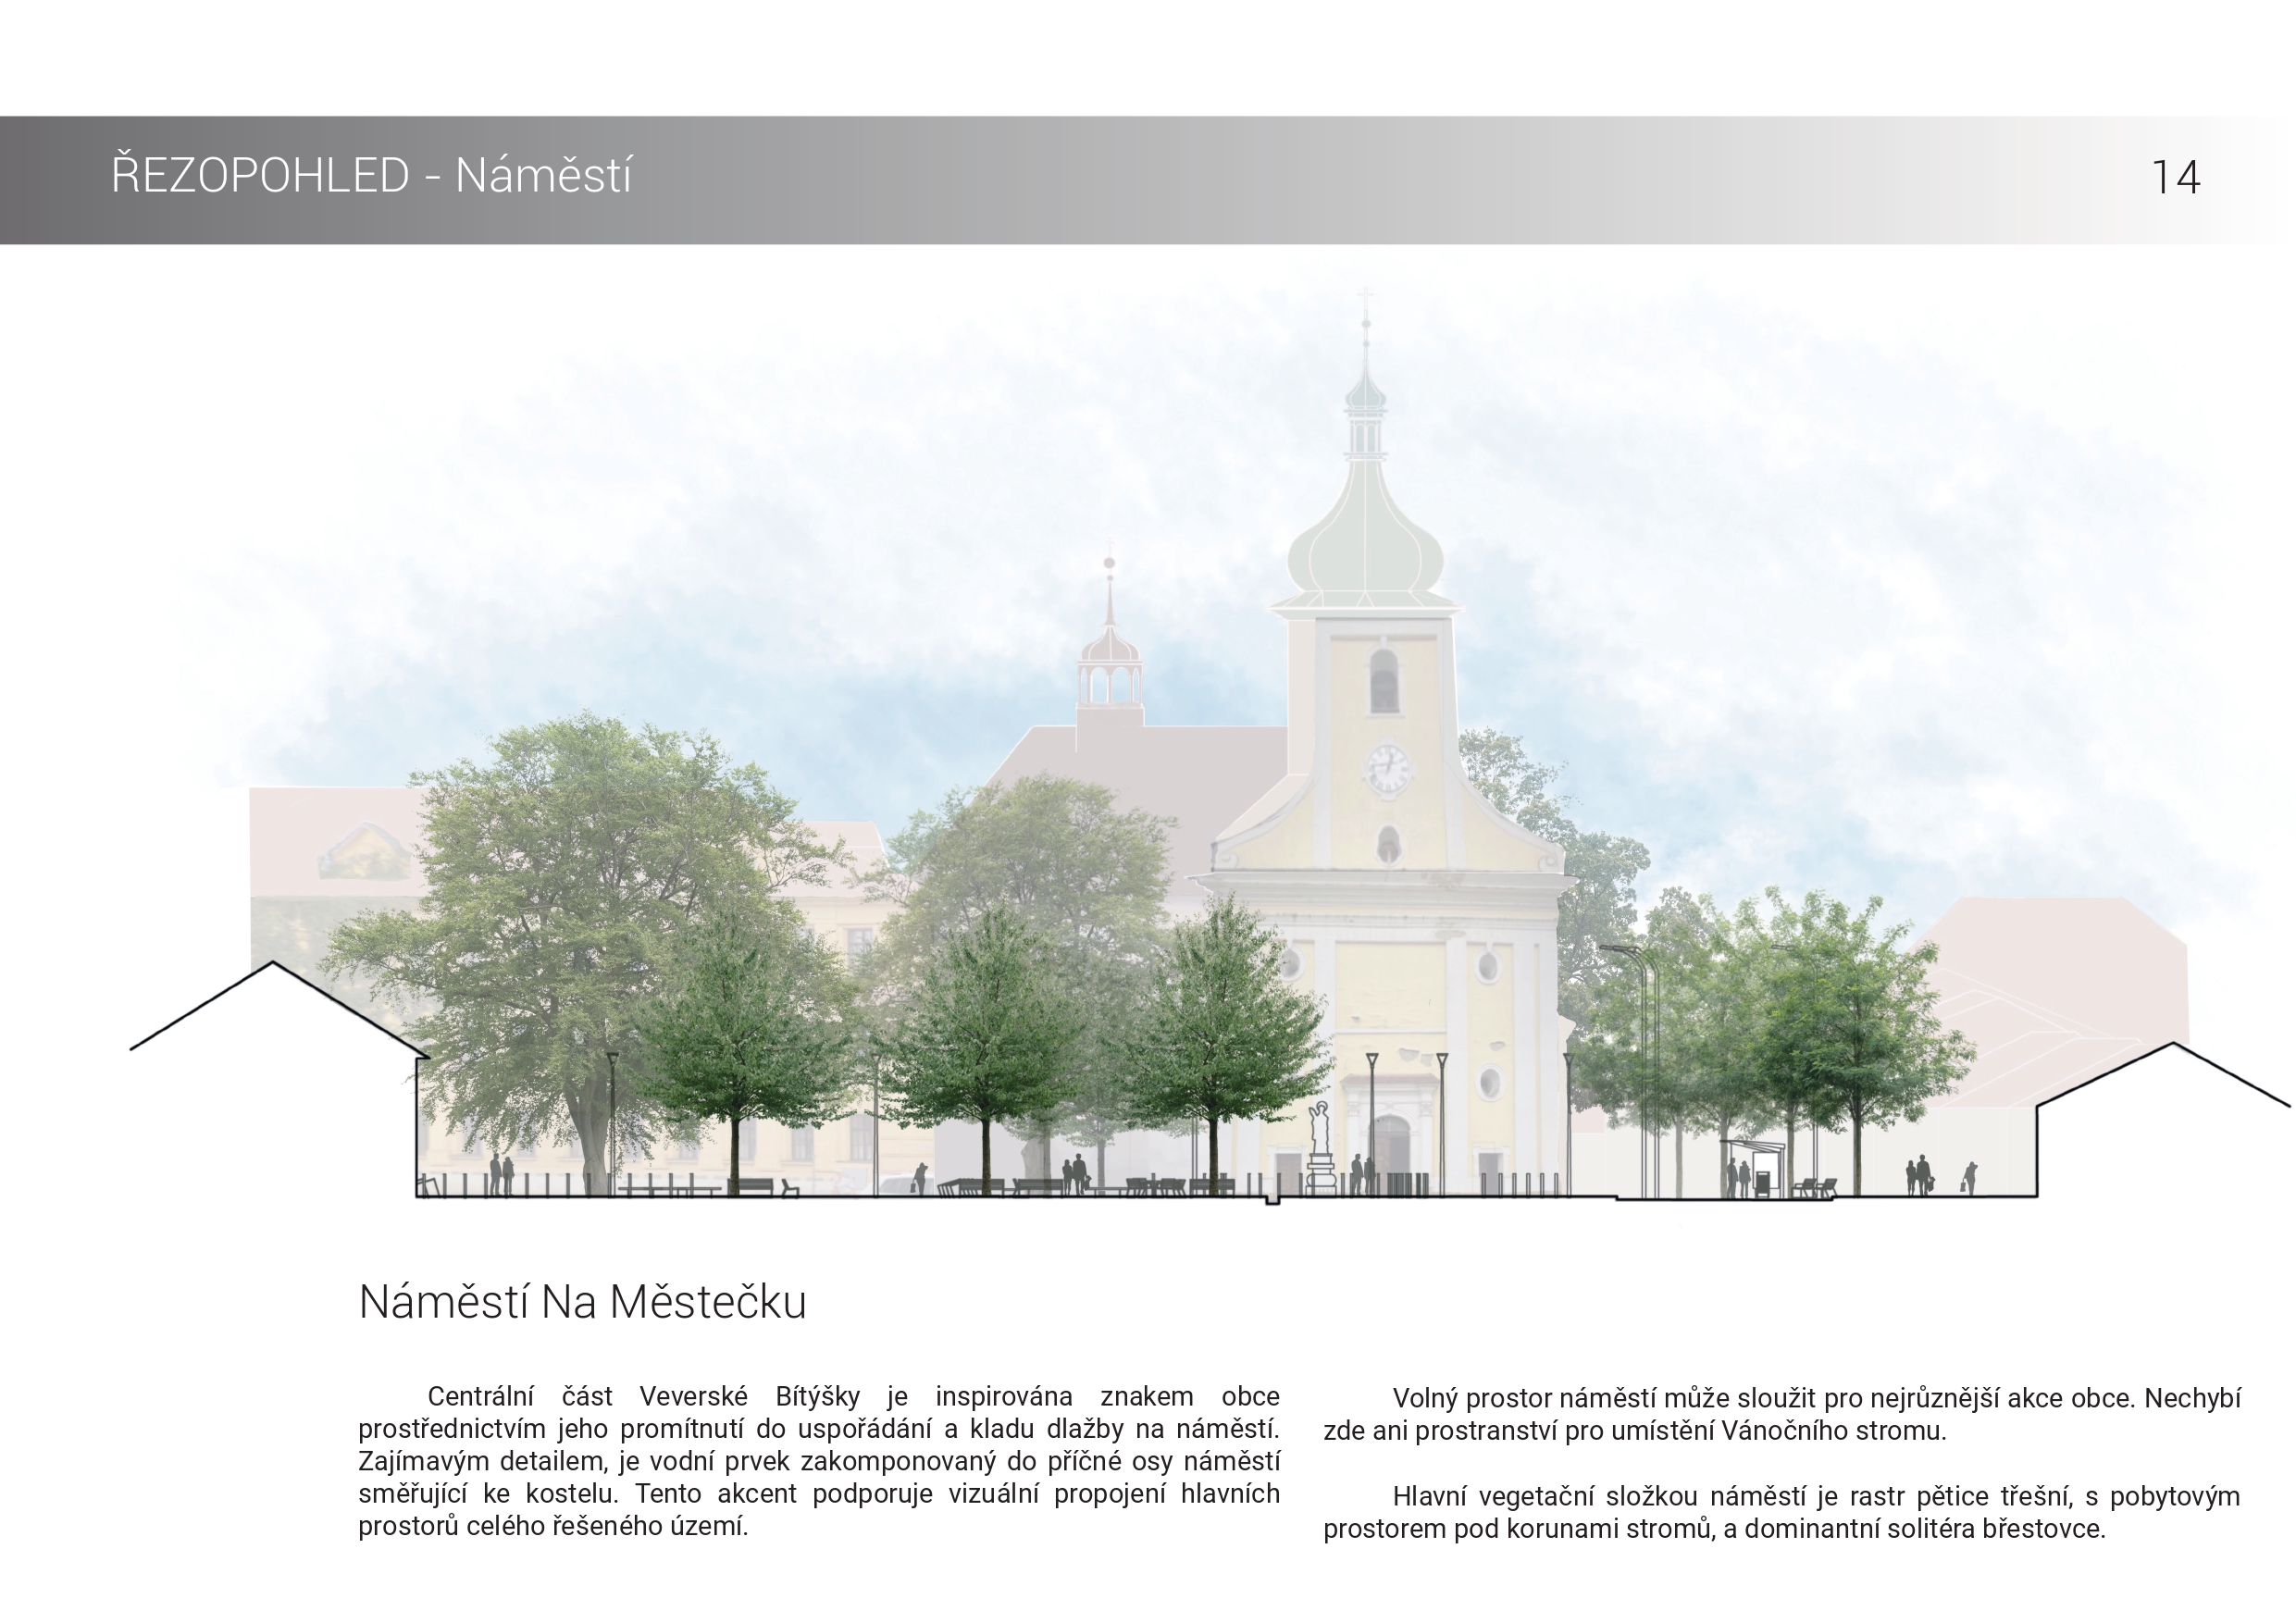 ŘEZOPOHLED - Náměstí
14
Náměstí Na Městečku
Centrální část Veverské Bítýšky je inspirována znakem obce
prostřednictvím jeho promítnutí do uspořádání a kladu dlažby na náměstí.
Zajímavým detailem, je vodní prvek zakomponovaný do příčné osy náměstí
směřující ke kostelu. Tento akcent podporuje vizuální propojení hlavních
prostorů celého řešeného území.
Volný prostor náměstí může sloužit pro nejrůznější akce obce. Nechybí
zde ani prostranství pro umístění Vánočního stromu.
Hlavní vegetační složkou náměstí je rastr pětice třešní, s pobytovým
prostorem pod korunami stromů, a dominantní solitéra břestovce.